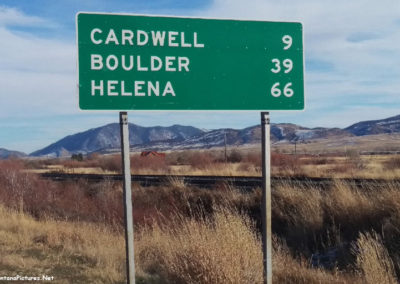 CARDWELL 9
BOULDER 39
HELENA 66